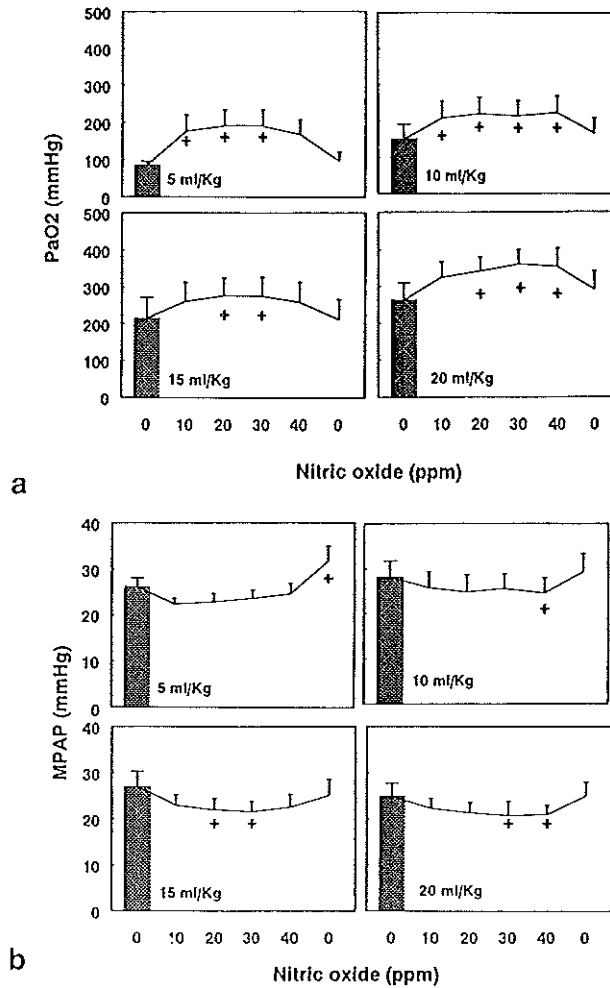 500
400
300
200
100
0
5 ml/Kg
+ + +
10 ml/Kg
+ + + +
PaO2 (mmHg)
500
400
300
200
100
0
15 ml/Kg
+ +
20 ml/Kg
+ + +
0 10 20 30 40 0
0 10 20 30 40 0
Nitric oxide (ppm)
a
40
30
20
10
0
5 ml/Kg
+
10 ml/Kg
+
MPAP (mmHg)
30
20
10
0
15 ml/Kg
+ +
20 ml/Kg
+ +
0 10 20 30 40 0
0 10 20 30 40 0
Nitric oxide (ppm)
b